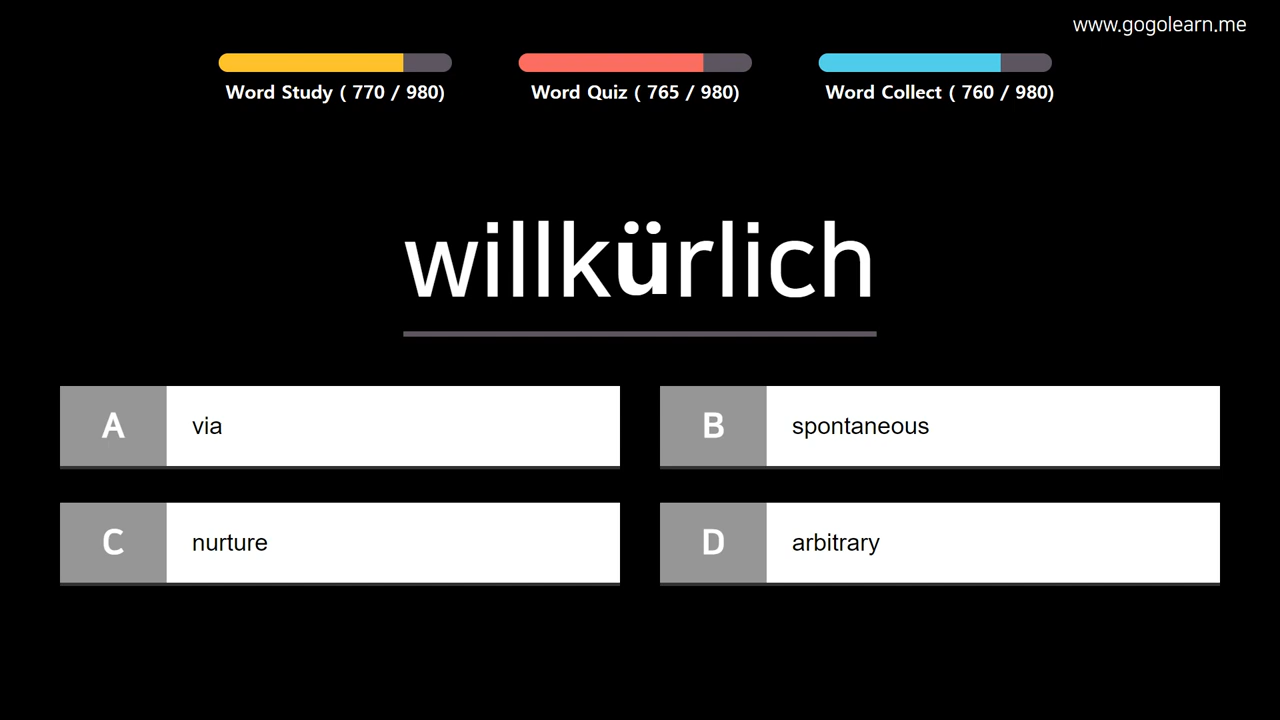 www.gogolearn.me
Word Study ( 770 / 980)
Word Quiz ( 765 / 980)
Word Collect ( 760 / 980)
willkürlich
A via
B spontaneous
C nurture
D arbitrary